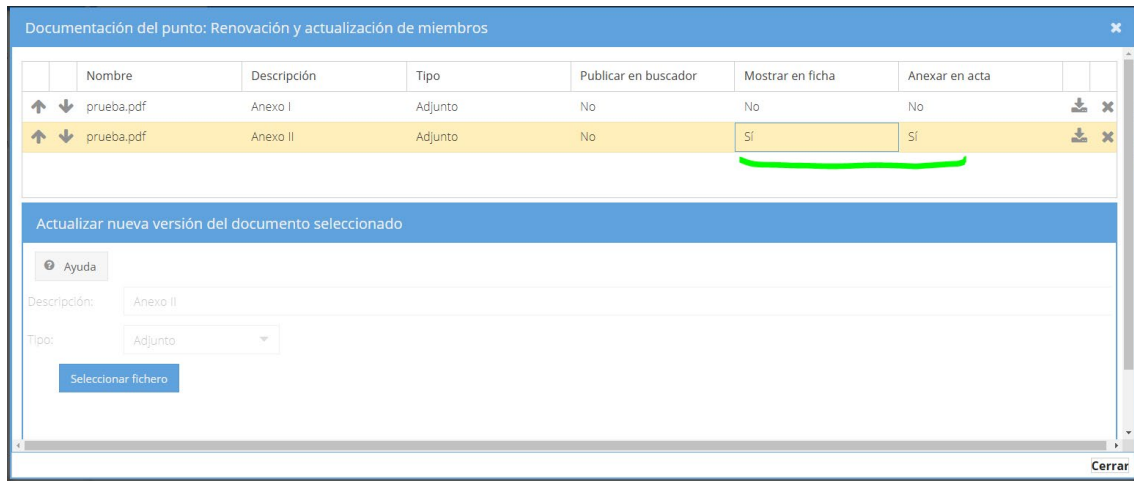 Documentación del punto: Renovación y actualización de miembros
Nombre Descripción Tipo Publicar en buscador Mostrar en ficha Anexar en acta
prueba.pdf Anexo I Adjunto No No No
prueba.pdf Anexo II Adjunto No Sí Sí
Actualizar nueva versión del documento seleccionado
Ayuda
Descripción: Anexo II
Tipo: Adjunto
Seleccionar fichero
Cerrar